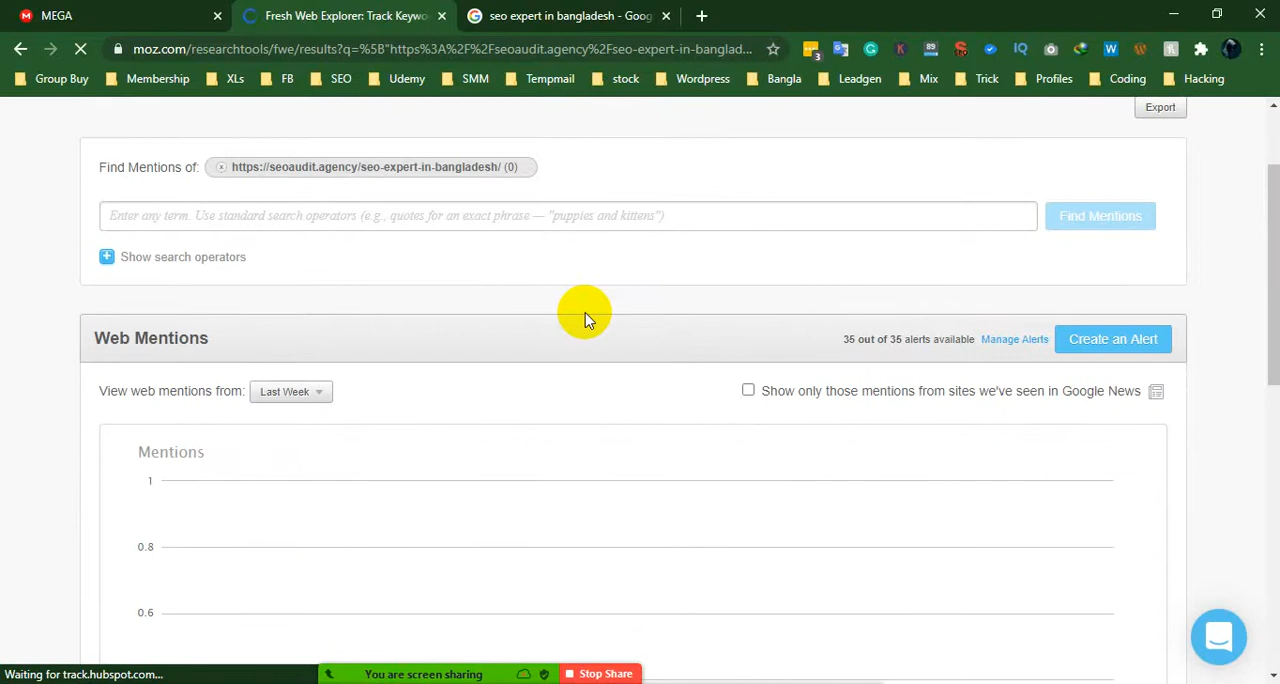 MEGA
Fresh Web Explorer: Track Keywo
seo expert in bangladesh - Goog
moz.com/researchtools/fwe/results?q=%5B"https%3A%2F%2Fseoaudit.agency%2Fseo-expert-in-banglad...
3
89
IQ
W
Group Buy
Membership
XLs
FB
SEO
Udemy
SMM
Tempmail
stock
Wordpress
Bangla
Leadgen
Mix
Trick
Profiles
Coding
Hacking
Export
Find Mentions of:
https://seoaudit.agency/seo-expert-in-bangladesh/ (0)
Enter any term. Use standard search operators (e.g., quotes for an exact phrase — "puppies and kittens")
Find Mentions
Show search operators
Web Mentions
35 out of 35 alerts available
Manage Alerts
Create an Alert
View web mentions from:
Last Week
Show only those mentions from sites we've seen in Google News
Mentions
1
0.8
0.6
Waiting for track.hubspot.com...
You are screen sharing
Stop Share